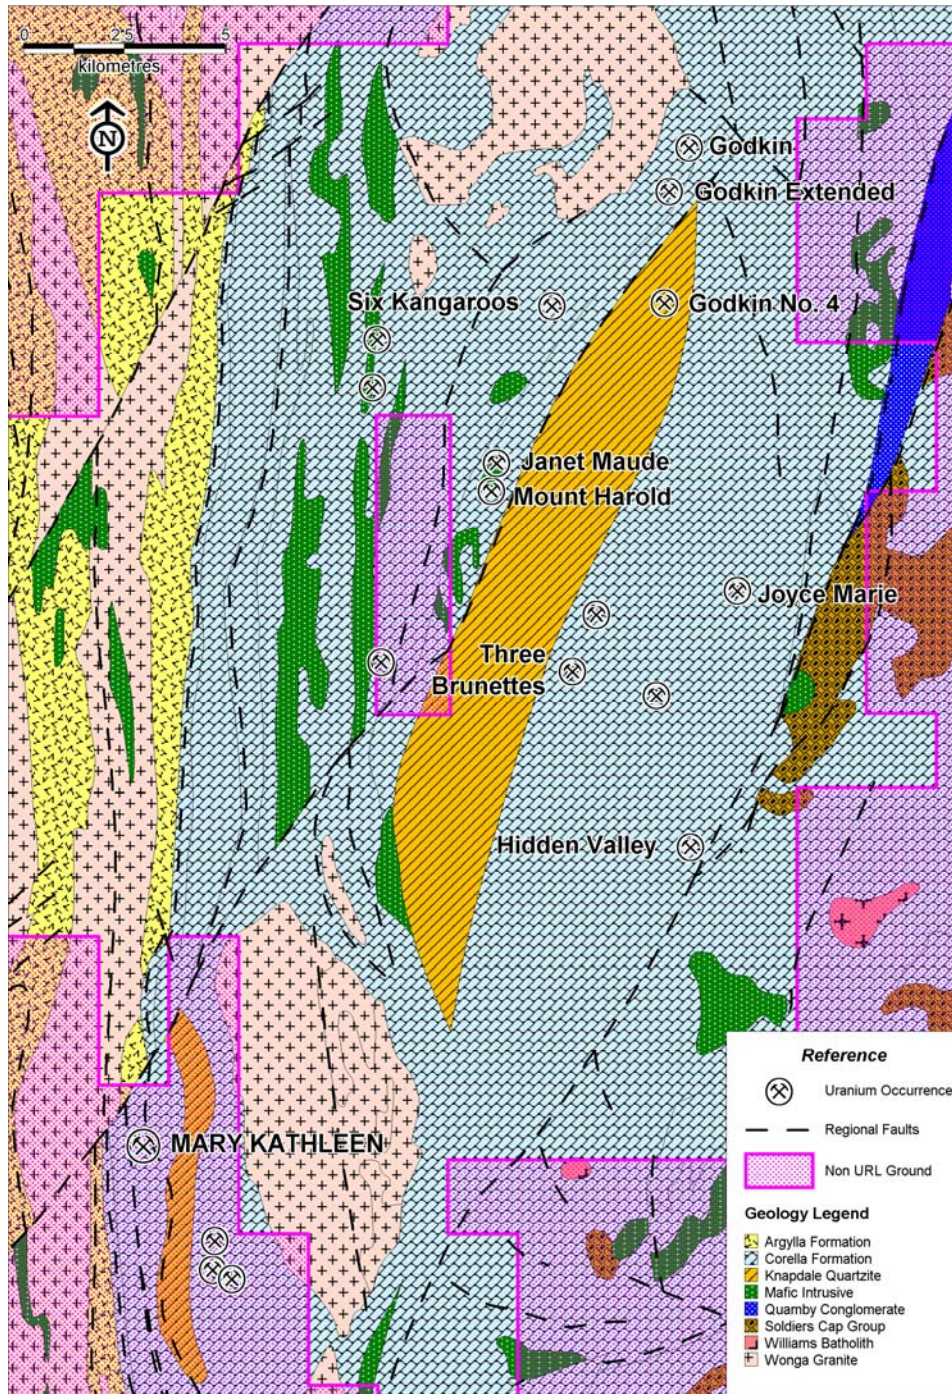 0 2.5 5
kilometres
N
Godkin
Godkin Extended
Six Kangaroos
Godkin No. 4
Janet Maude
Mount Harold
Joyce Marie
Three
Brunettes
Hidden Valley
MARY KATHLEEN
Reference
Uranium Occurrence
Regional Faults
Non URL Ground
Geology Legend
Argylla Formation
Corella Formation
Knapdale Quartzite
Mafic Intrusive
Quamby Conglomerate
Soldiers Cap Group
Williams Batholith
Wonga Granite